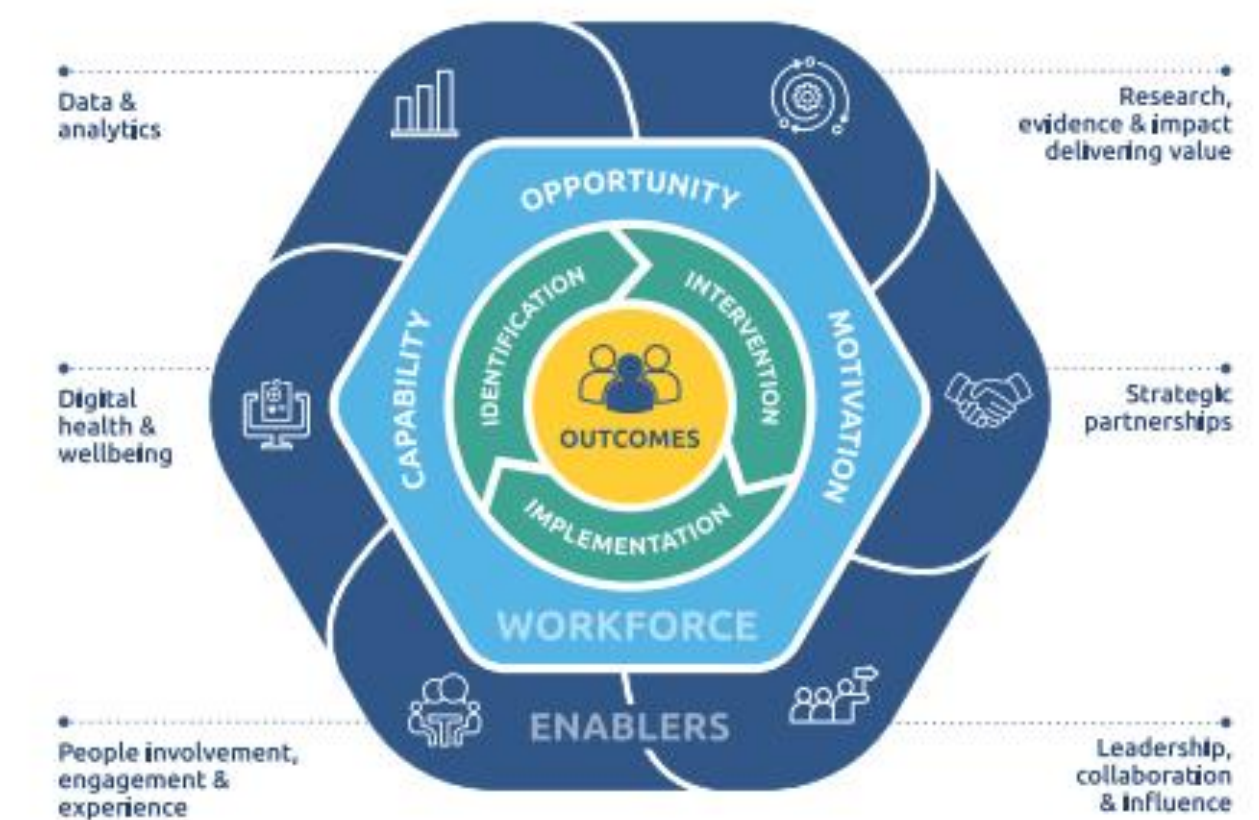 Data &
analytics
Research,
evidence & impact
delivering value
OPPORTUNITY
IDENTIFICATION
INTERVENTION
CAPABILITY
MOTIVATION
OUTCOMES
Digital
health &
wellbeing
Strategic
partnerships
IMPLEMENTATION
WORKFORCE
ENABLERS
People involvement,
engagement &
experience
Leadership,
collaboration
& Influence